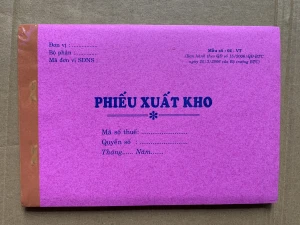 Đơn vị :
Bộ phận
Mã đơn vị SDNS :
Mẫu số : 02 - VT
PHIẾU XUẤT KHO
Mã số thuế:
Quyển số :
Tháng...... Năm......